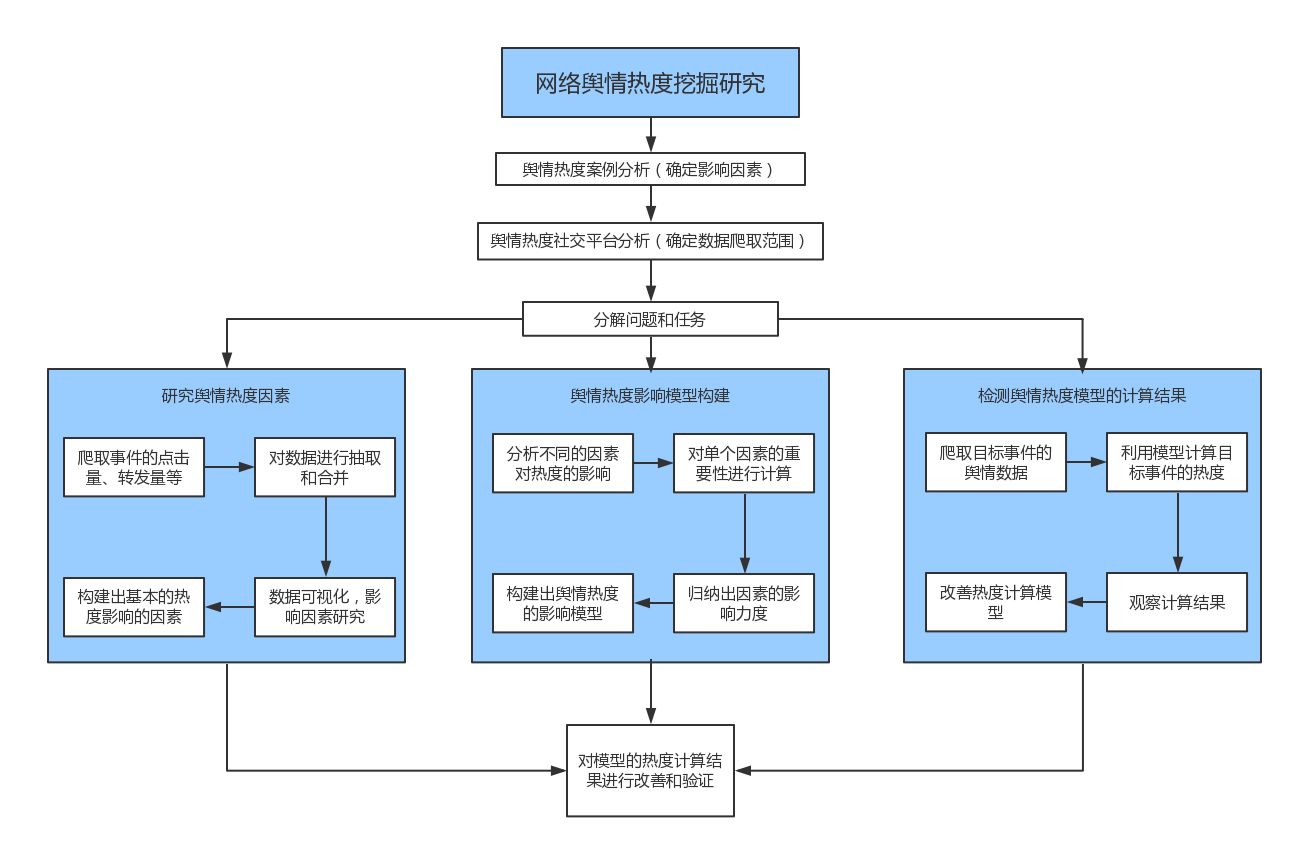 网络舆情热度挖掘研究
舆情热度案例分析（确定影响因素）
舆情热度社交平台分析（确定数据爬取范围）
分解问题和任务
研究舆情热度因素
爬取事件的点击
量、转发量等
对数据进行抽取
和合并
数据可视化，影
响因素研究
构建出基本的热
度影响的因素
舆情热度影响模型构建
分析不同的因素
对热度的影响
对单个因素的重
要性进行计算
归纳出因素的影
响力度
构建出舆情热度
的影响模型
检测舆情热度模型的计算结果
爬取目标事件的
舆情数据
利用模型计算目
标事件的热度
观察计算结果
改善热度计算模
型
对模型的热度计算结
果进行改善和验证